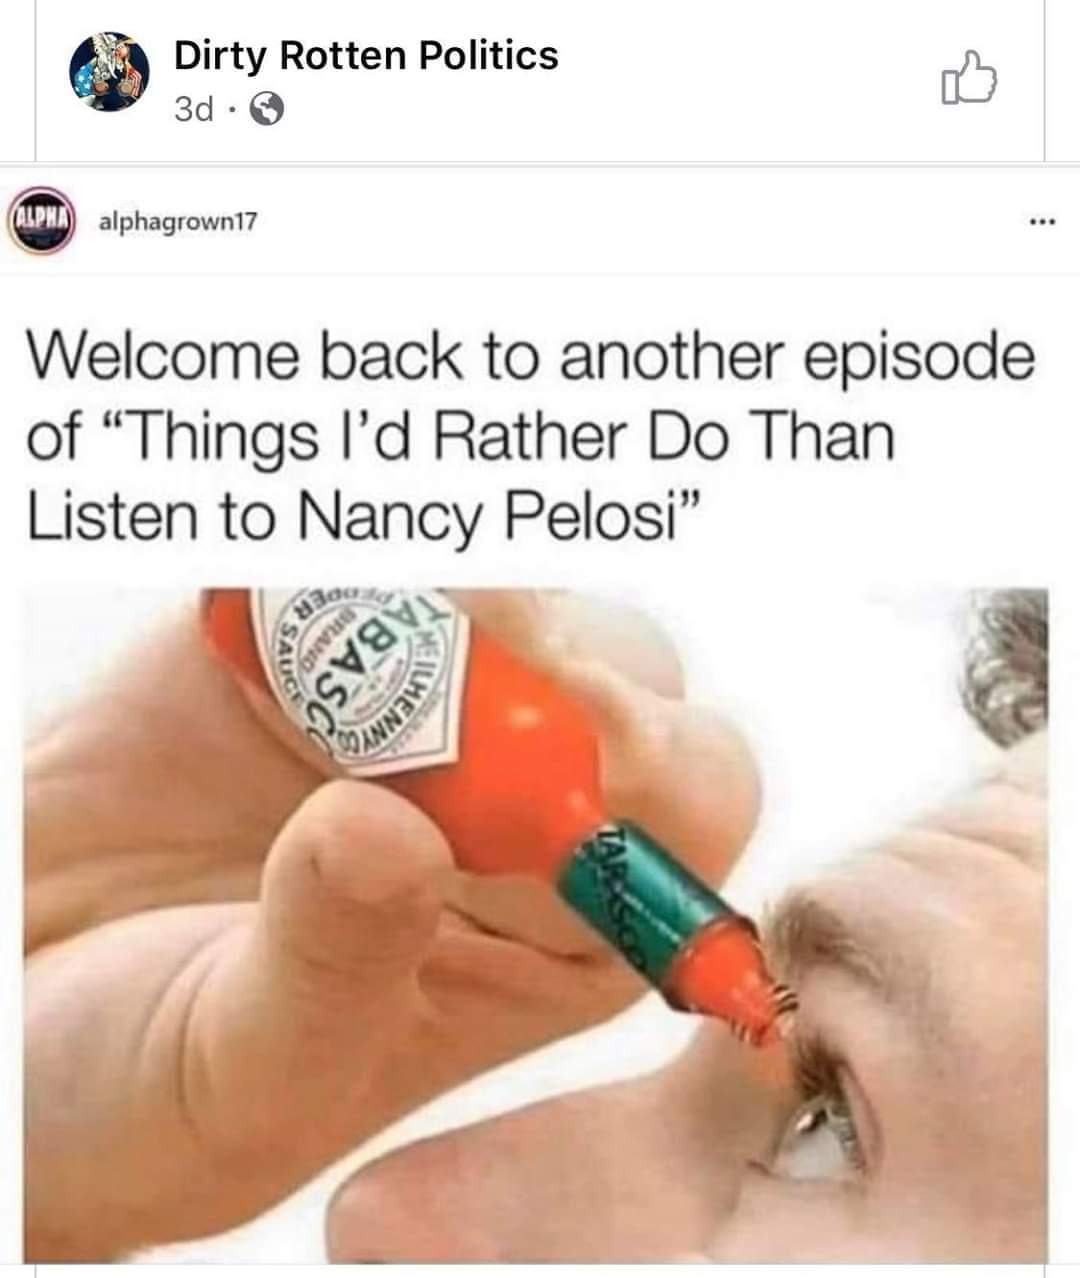 Dirty Rotten Politics
3d ·
ALPHA
alphagrown17
...
Welcome back to another episode
of “Things I’d Rather Do Than
Listen to Nancy Pelosi”
PEPPER SAUCE
TABASCO
BRAND
McILHENNY CO
TABASCO